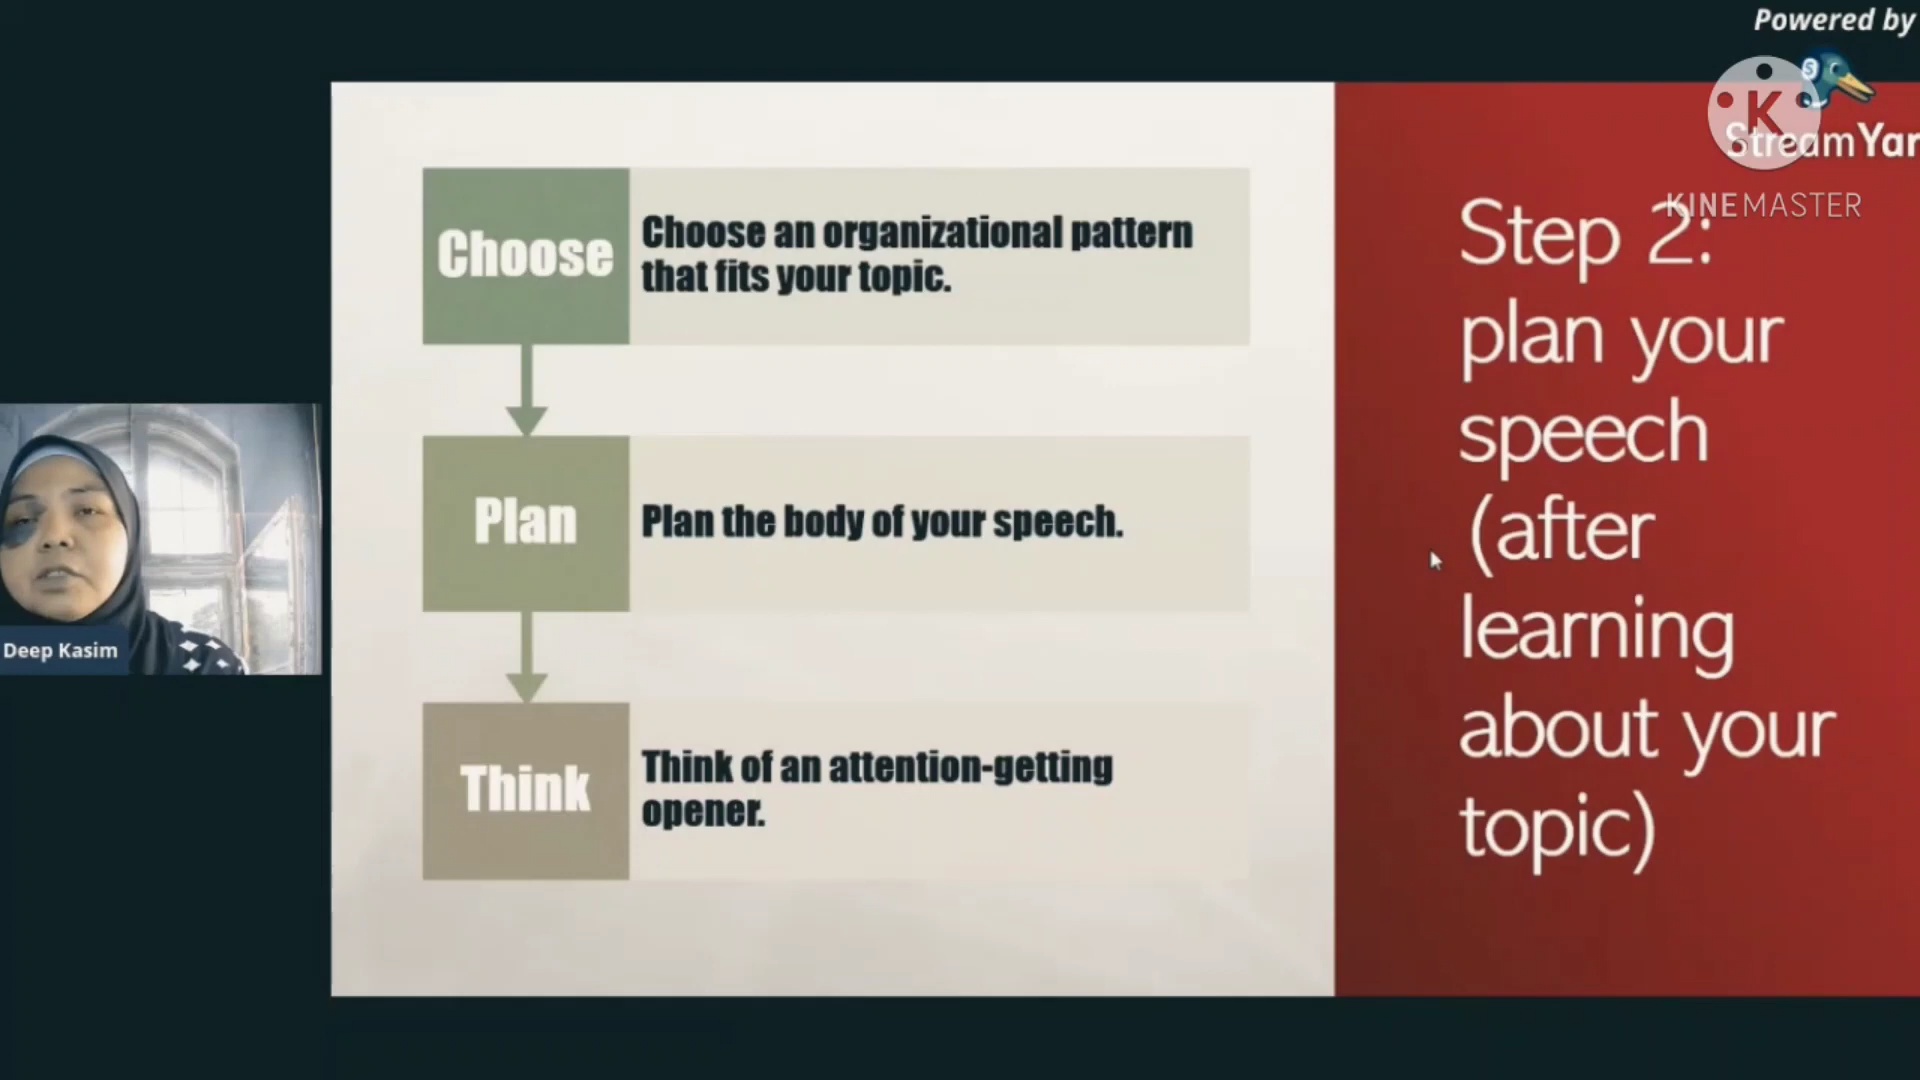 Powered by
StreamYar
KINEMASTER
Choose
Choose an organizational pattern
that fits your topic.
Plan
Plan the body of your speech.
Think
Think of an attention-getting
opener.
Step 2:
plan your
speech
(after
learning
about your
topic)
Deep Kasim
K
S